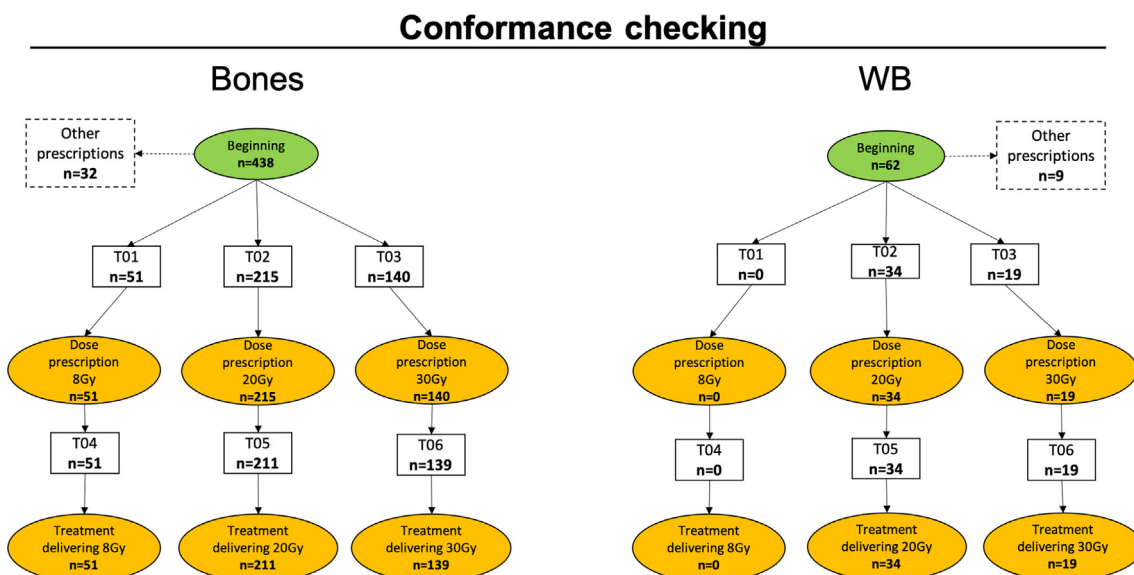 Conformance checking
Bones
WB
Other
prescriptions
n=32
Beginning
n=438
Beginning
n=62
Other
prescriptions
n=9
T01
n=51
T02
n=215
T03
n=140
T01
n=0
T02
n=34
T03
n=19
Dose
prescription
8Gy
n=51
Dose
prescription
20Gy
n=215
Dose
prescription
30Gy
n=140
Dose
prescription
8Gy
n=0
Dose
prescription
20Gy
n=34
Dose
prescription
30Gy
n=19
T04
n=51
T05
n=211
T06
n=139
T04
n=0
T05
n=34
T06
n=19
Treatment
delivering 8Gy
n=51
Treatment
delivering 20Gy
n=211
Treatment
delivering 30Gy
n=139
Treatment
delivering 8Gy
n=0
Treatment
delivering 20Gy
n=34
Treatment
delivering 30Gy
n=19